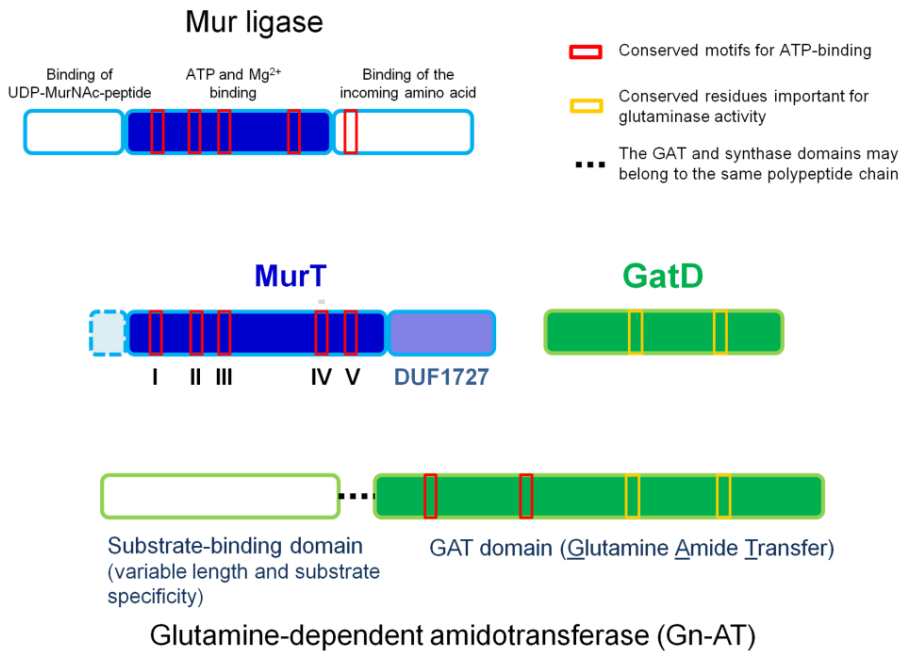 Mur ligase
Binding of
UDP-MurNAc-peptide
ATP and Mg2+
binding
Binding of the
incoming amino acid
Conserved motifs for ATP-binding
Conserved residues important for
glutaminase activity
The GAT and synthase domains may
belong to the same polypeptide chain
MurT
GatD
I II III IV V DUF1727
Substrate-binding domain
(variable length and substrate
specificity)
GAT domain (Glutamine Amide Transfer)
Glutamine-dependent amidotransferase (Gn-AT)